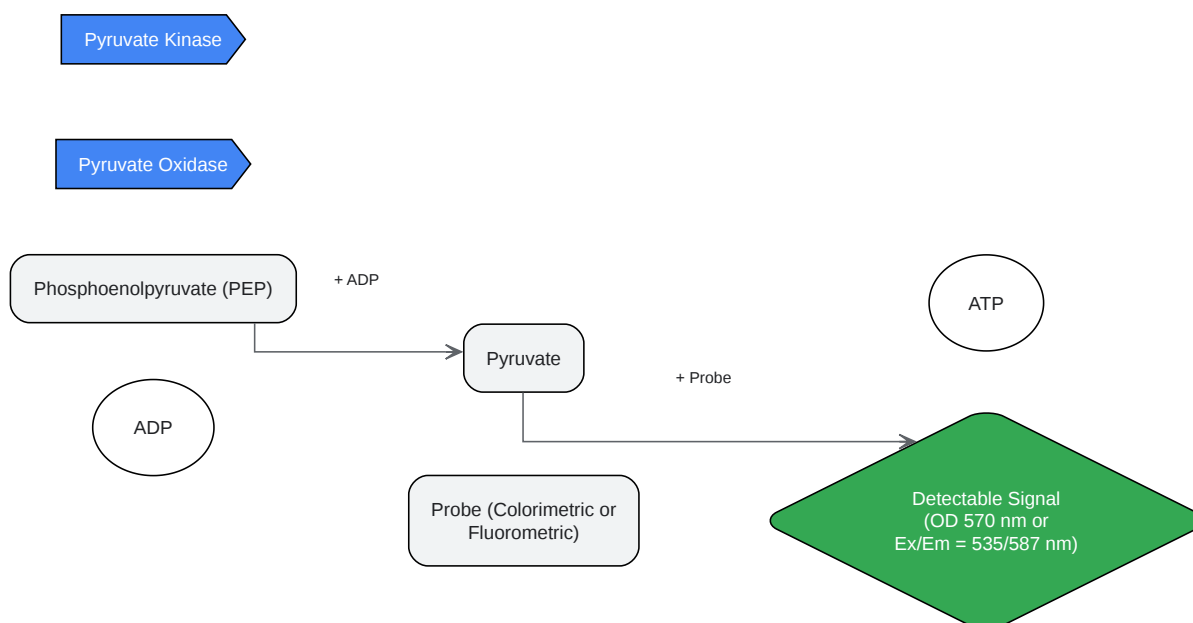 Pyruvate Kinase
Pyruvate Oxidase
Phosphoenolpyruvate (PEP)
+ ADP
ATP
Pyruvate
+ Probe
ADP
Probe (Colorimetric or
Fluorometric)
Detectable Signal
(OD 570 nm or
Ex/Em = 535/587 nm)